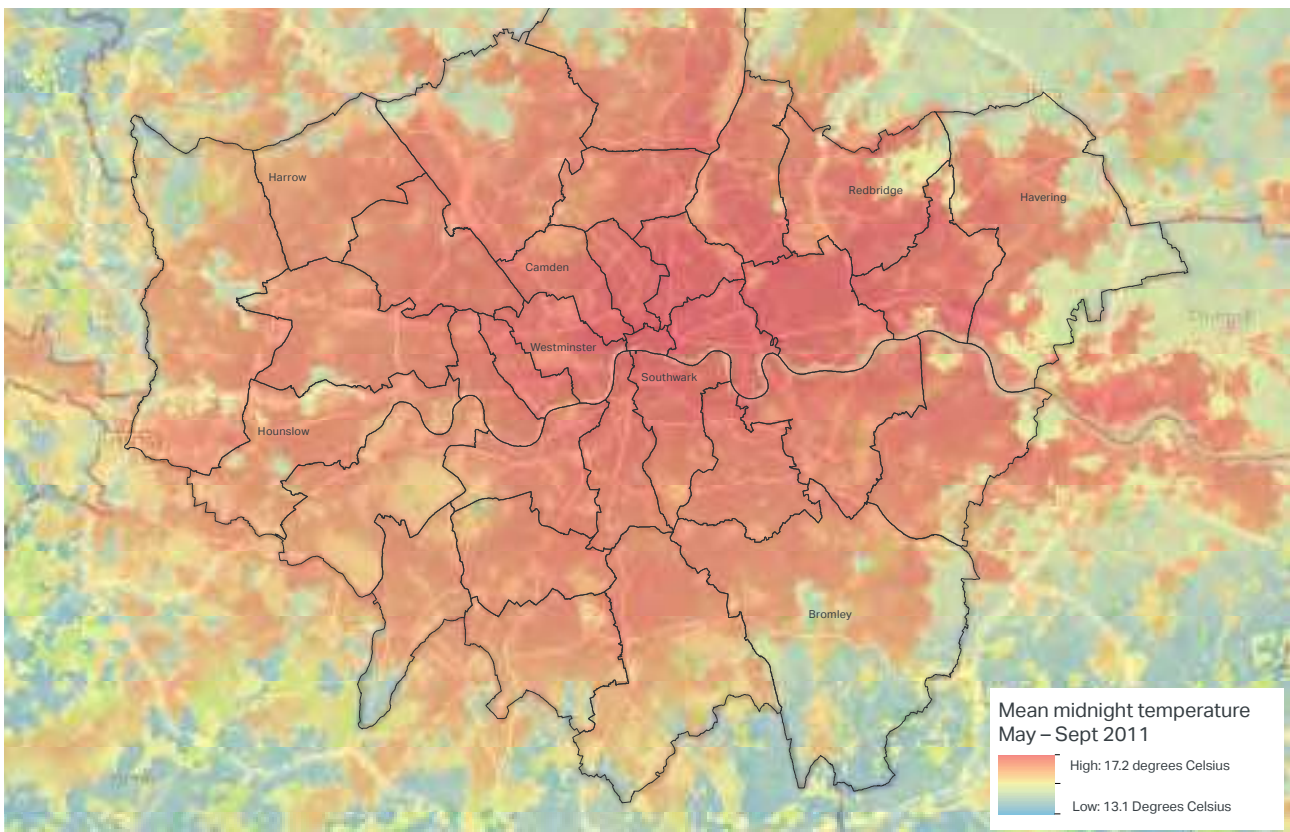 Harrow
Redbridge
Havering
Camden
Westminster
Southwark
Hounslow
Bromley
Mean midnight temperature
May – Sept 2011
High: 17.2 degrees Celsius
Low: 13.1 Degrees Celsius